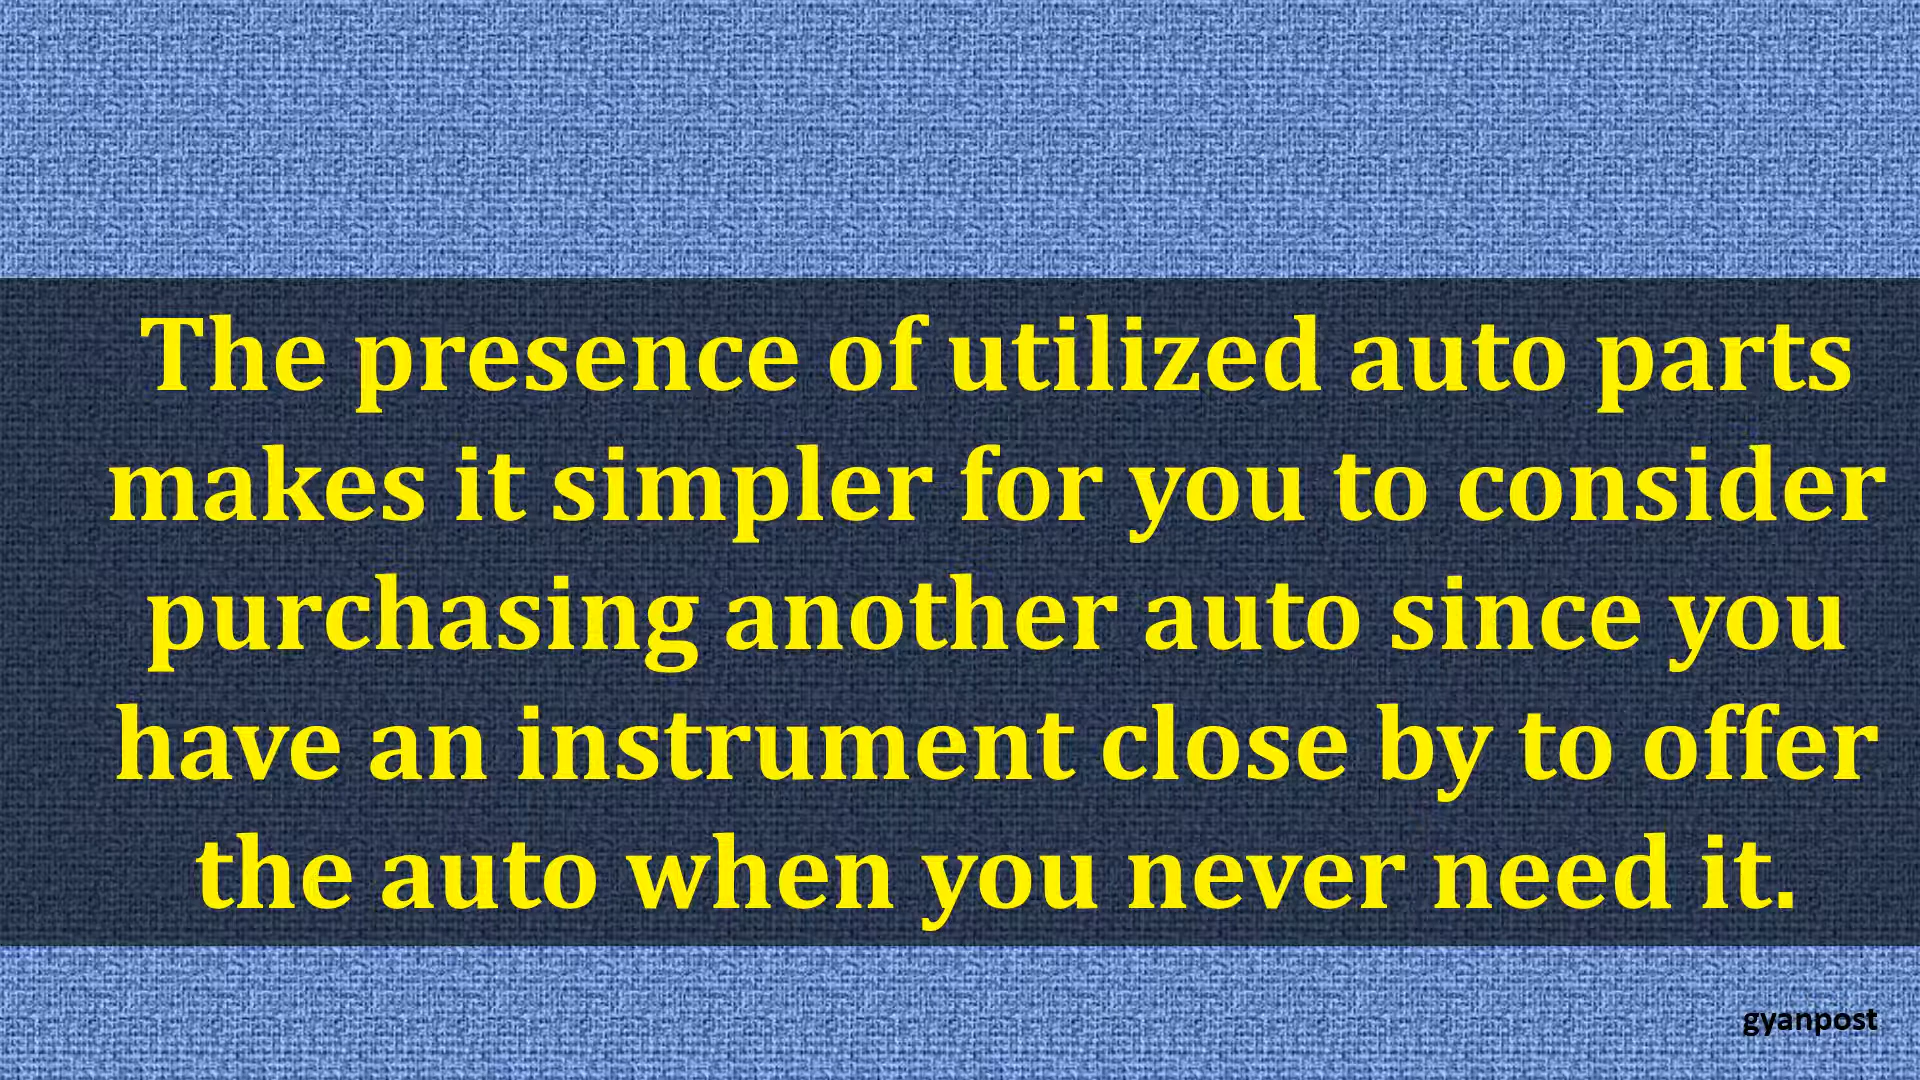 The presence of utilized auto parts
makes it simpler for you to consider
purchasing another auto since you
have an instrument close by to offer
the auto when you never need it.
gyanpost